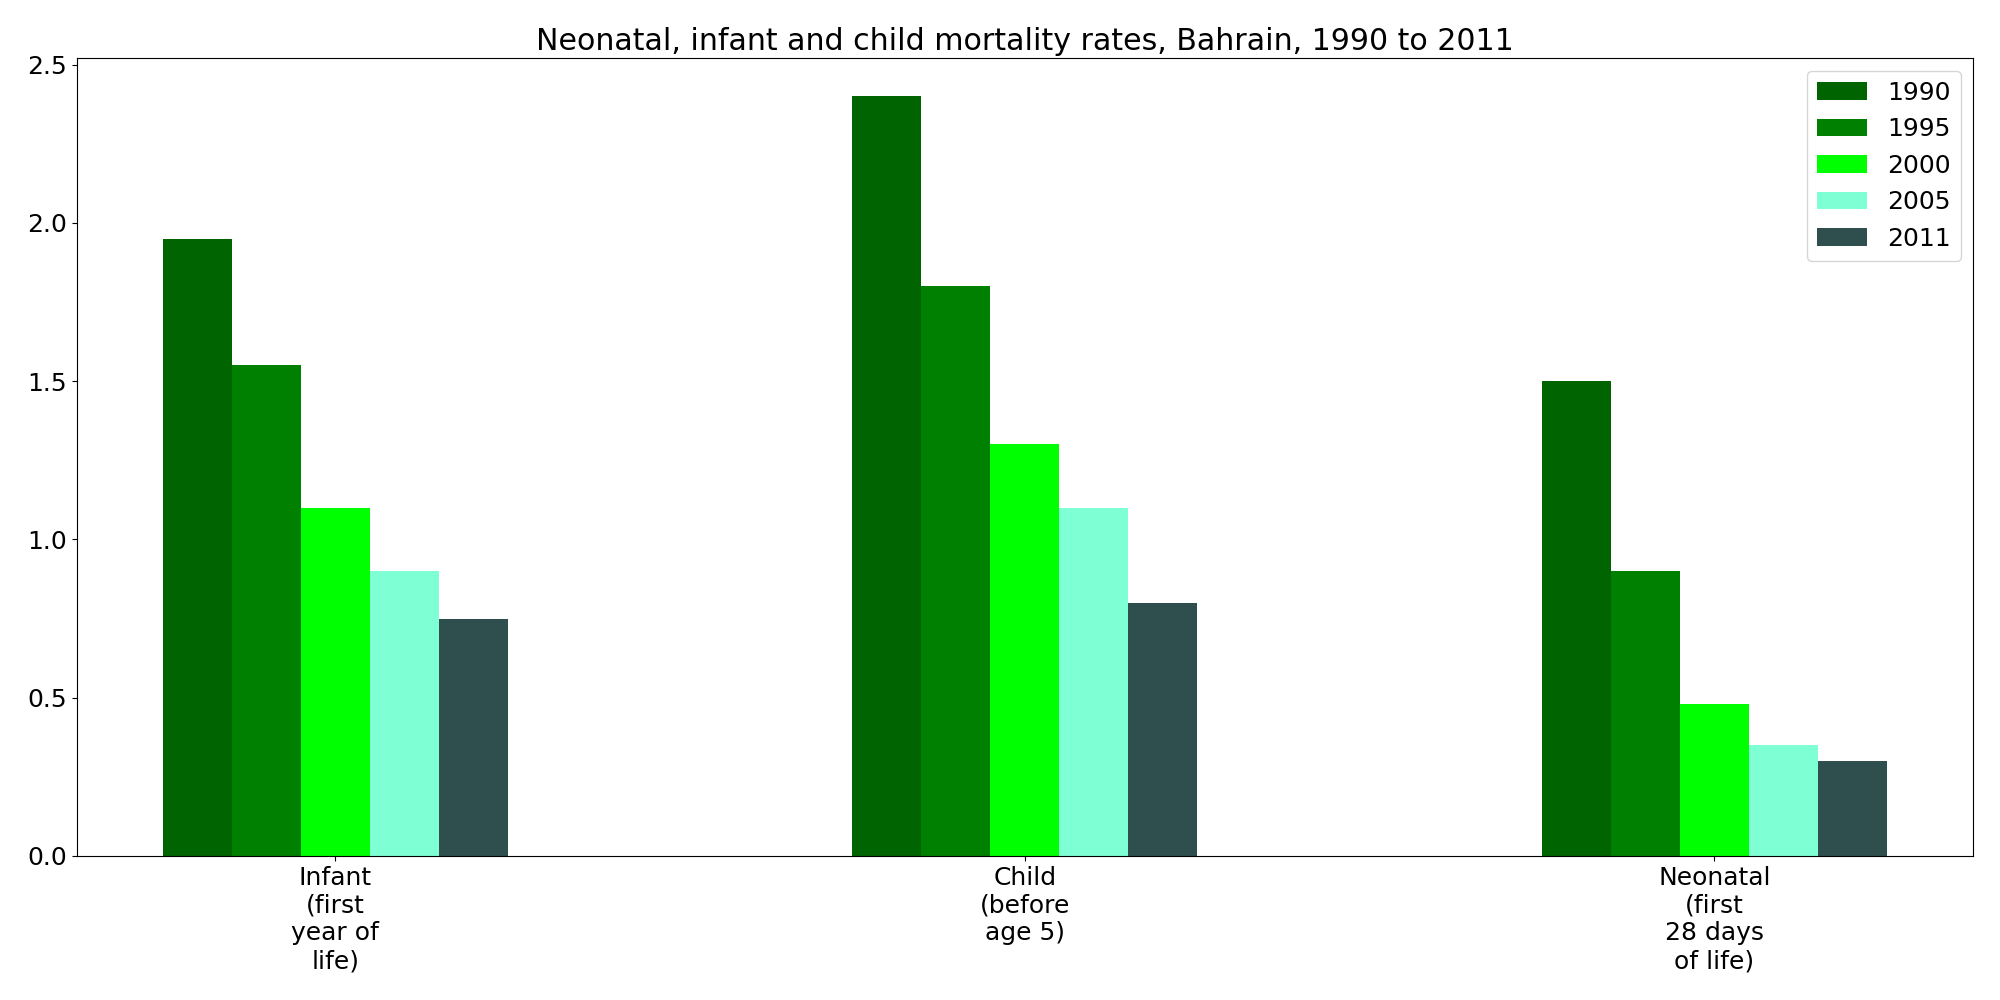 Neonatal, infant and child mortality rates, Bahrain, 1990 to 2011
2.5
2.0
1.5
1.0
0.5
0.0
1990
1995
2000
2005
2011
Infant
(first
year of
life)
Child
(before
age 5)
Neonatal
(first
28 days
of life)